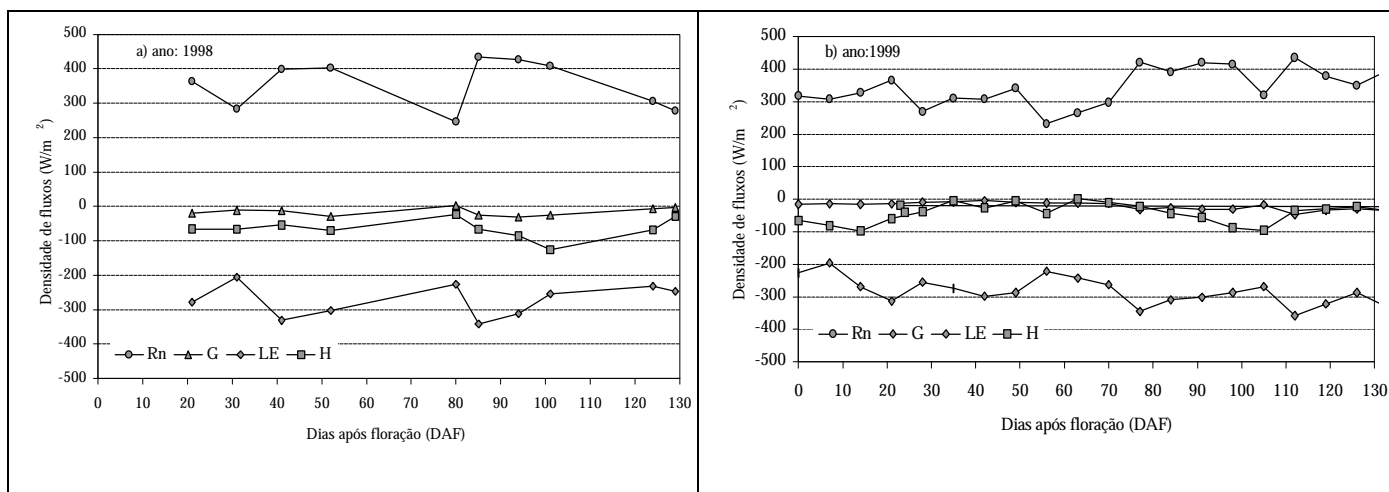 a) ano: 1998
Densidade de fluxos (W/m 2)
500
400
300
200
100
0
-100
-200
-300
-400
-500
Rn G LE H
0 10 20 30 40 50 60 70 80 90 100 110 120 130
Dias após floração (DAF)
b) ano:1999
Densidade de fluxos (W/m 2)
500
400
300
200
100
0
-100
-200
-300
-400
-500
Rn G LE H
0 10 20 30 40 50 60 70 80 90 100 110 120 130
Dias após floração (DAF)